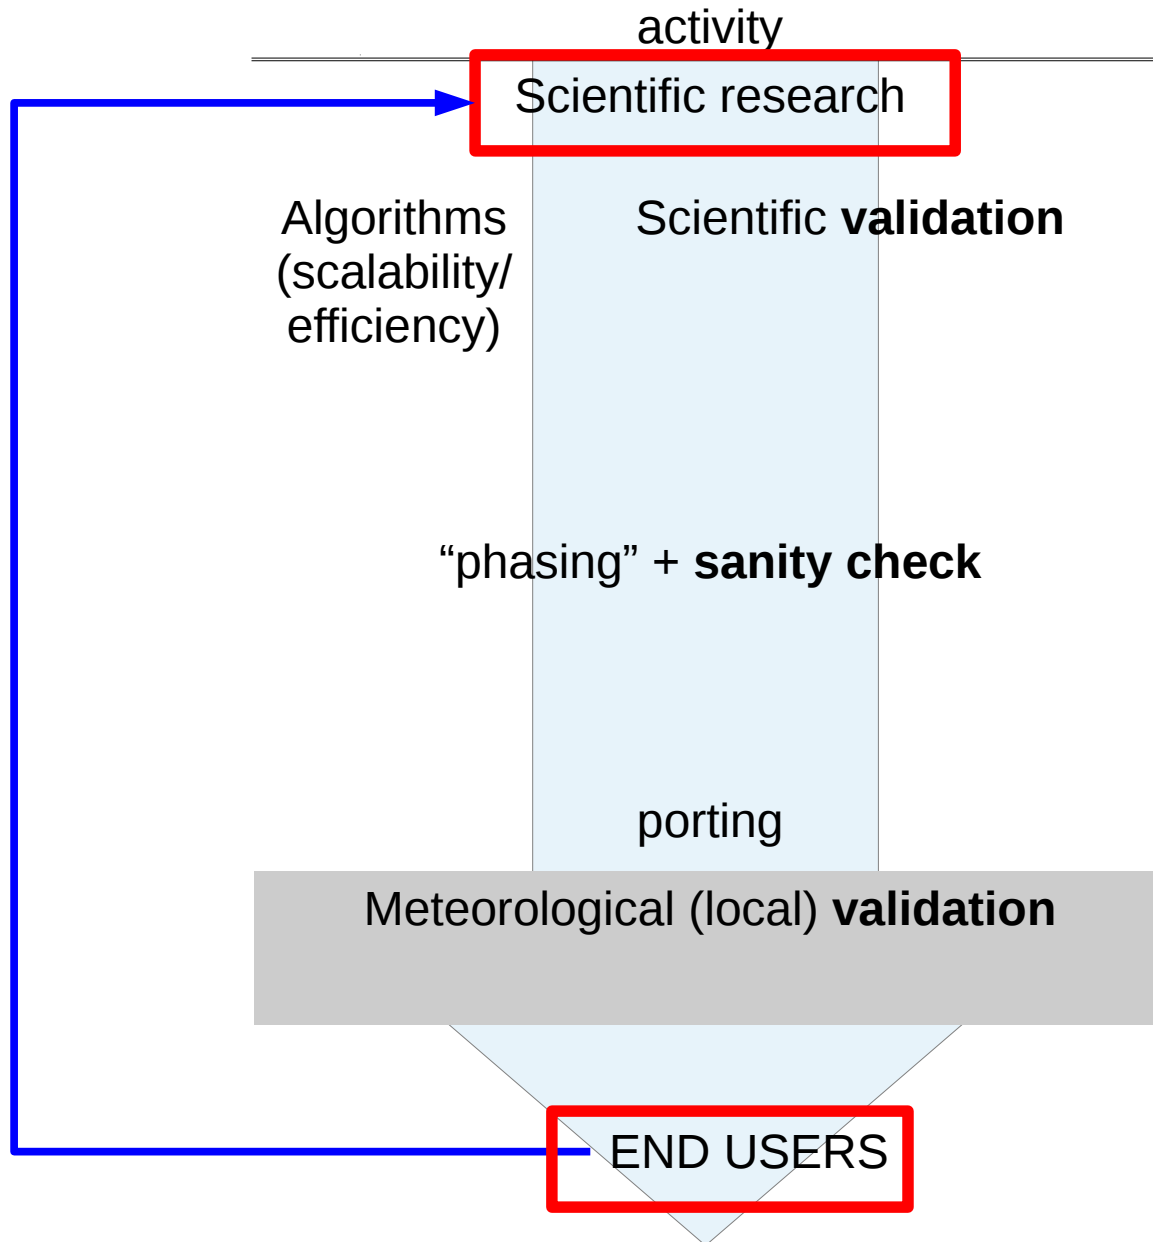 activity
Scientific research
Algorithms
(scalability/
efficiency)
Scientific validation
“phasing” + sanity check
porting
Meteorological (local) validation
END USERS